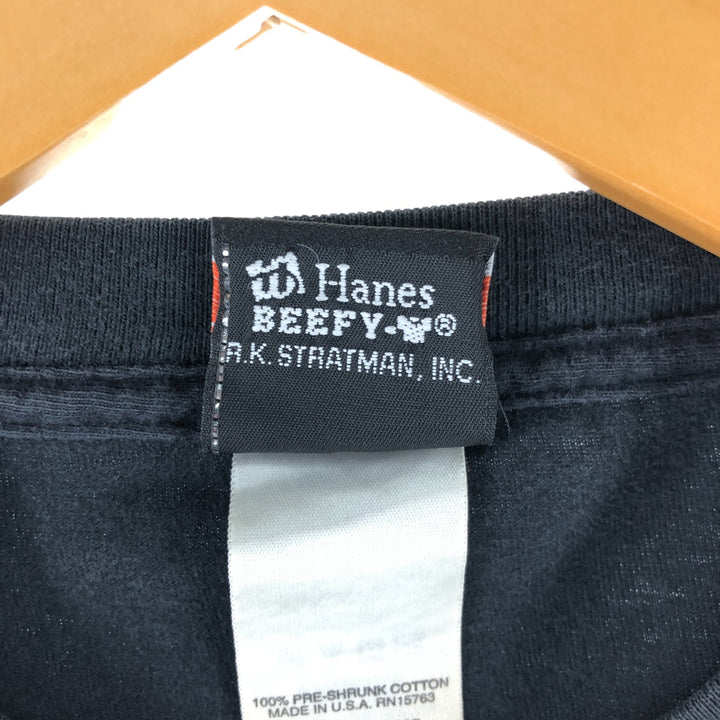 Hanes
BEEFY-®
R.K. STRATMAN, INC.
100% PRE-SHRUNK COTTON
MADE IN U.S.A. RN15763